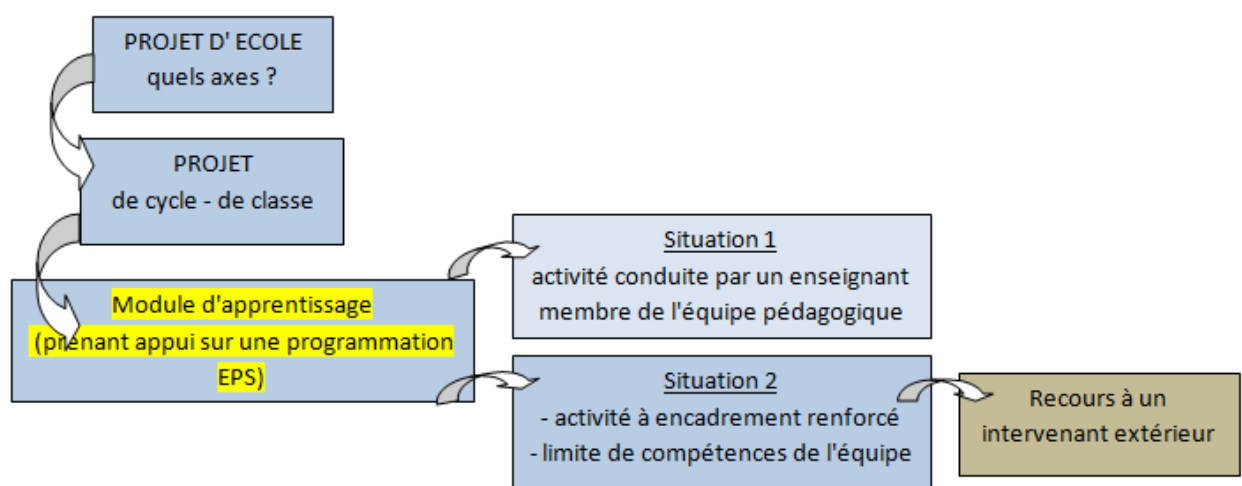 PROJET D' ECOLE
quels axes ?
PROJET
de cycle - de classe
Module d'apprentissage
(prenant appui sur une programmation
EPS)
Situation 1
activité conduite par un enseignant
membre de l'équipe pédagogique
Situation 2
- activité à encadrement renforcé
- limite de compétences de l'équipe
Recours à un
intervenant extérieur